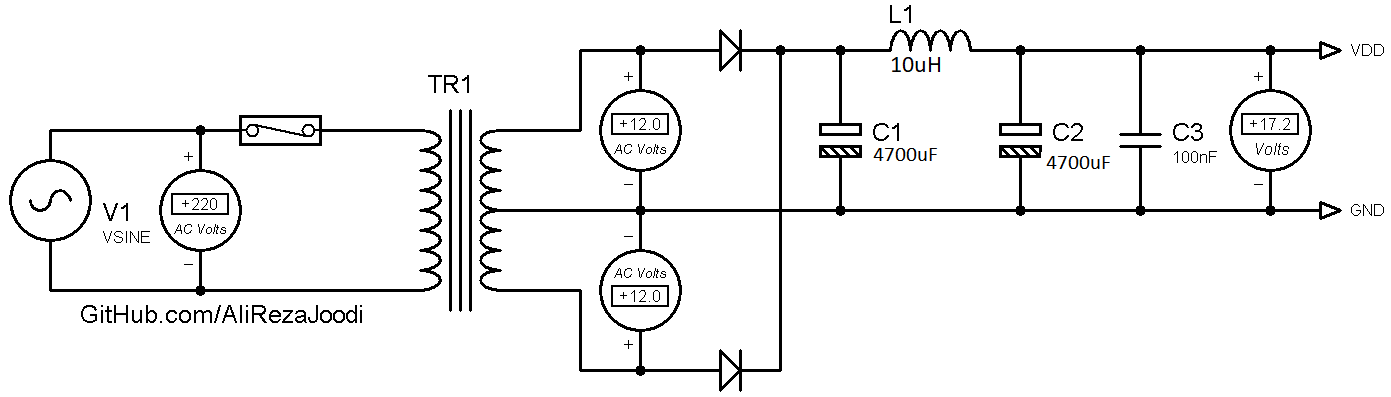 L1
10uH
VDD
TR1
+
+12.0
AC Volts
−
C1
4700uF
C2
4700uF
C3
100nF
+
+17.2
Volts
−
V1
VSINE
+
+220
AC Volts
−
GND
−
AC Volts
+12.0
+
GitHub.com/AliRezaJoodi